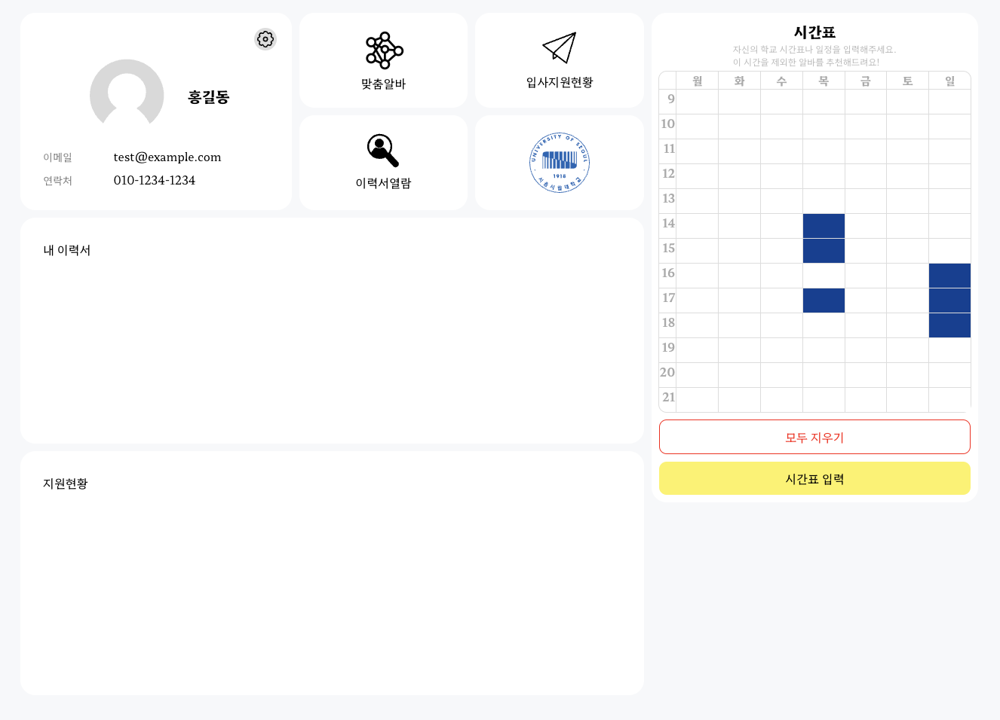 홍길동
이메일 test@example.com
연락처 010-1234-1234
맞춤알바
입사지원현황
이력서열람
UNIVERSITY OF SEOUL
1918
서울시립대학교
내 이력서
지원현황
시간표
자신의 학교 시간표나 일정을 입력해주세요.
이 시간을 제외한 알바를 추천해드려요!
월 화 수 목 금 토 일
9
10
11
12
13
14
15
16
17
18
19
20
21
모두 지우기
시간표 입력